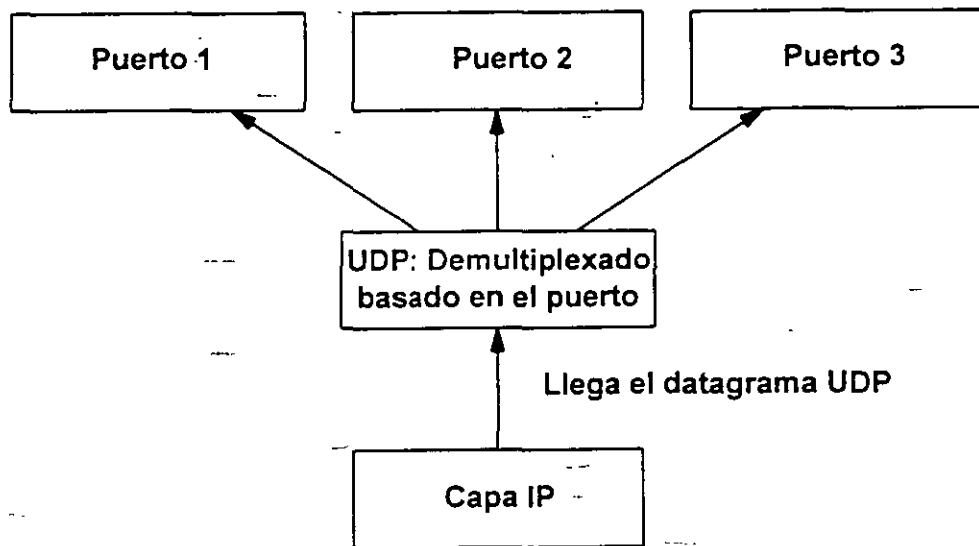 Puerto 1
Puerto 2
Puerto 3
UDP: Demultiplexado
basado en el puerto
Llega el datagrama UDP
Capa IP